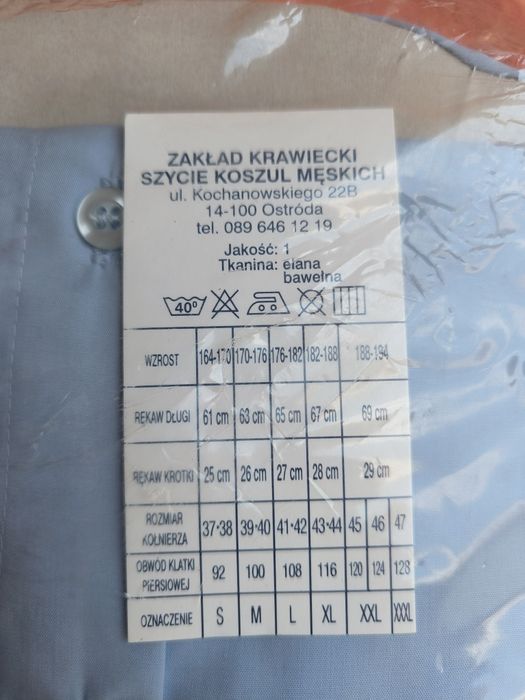 ZAKŁAD KRAWIECKI
SZYCIE KOSZUL MĘSKICH
ul. Kochanowskiego 22B
14-100 Ostróda
tel. 089 646 12 19
Jakość: 1
Tkanina: elana
bawełna
40°
WZROST 164-170 170-176 176-182 182-188 188-194
RĘKAW DŁUGI 61 cm 63 cm 65 cm 67 cm 69 cm
RĘKAW KROTKI 25 cm 26 cm 27 cm 28 cm 29 cm
ROZMIAR
KOŁNIERZA 37-38 39-40 41-42 43-44 45 46 47
OBWÓD KLATKI
PIERSIOWEJ 92 100 108 116 120 124 128
OZNACZENIE S M L XL XXL XXXL